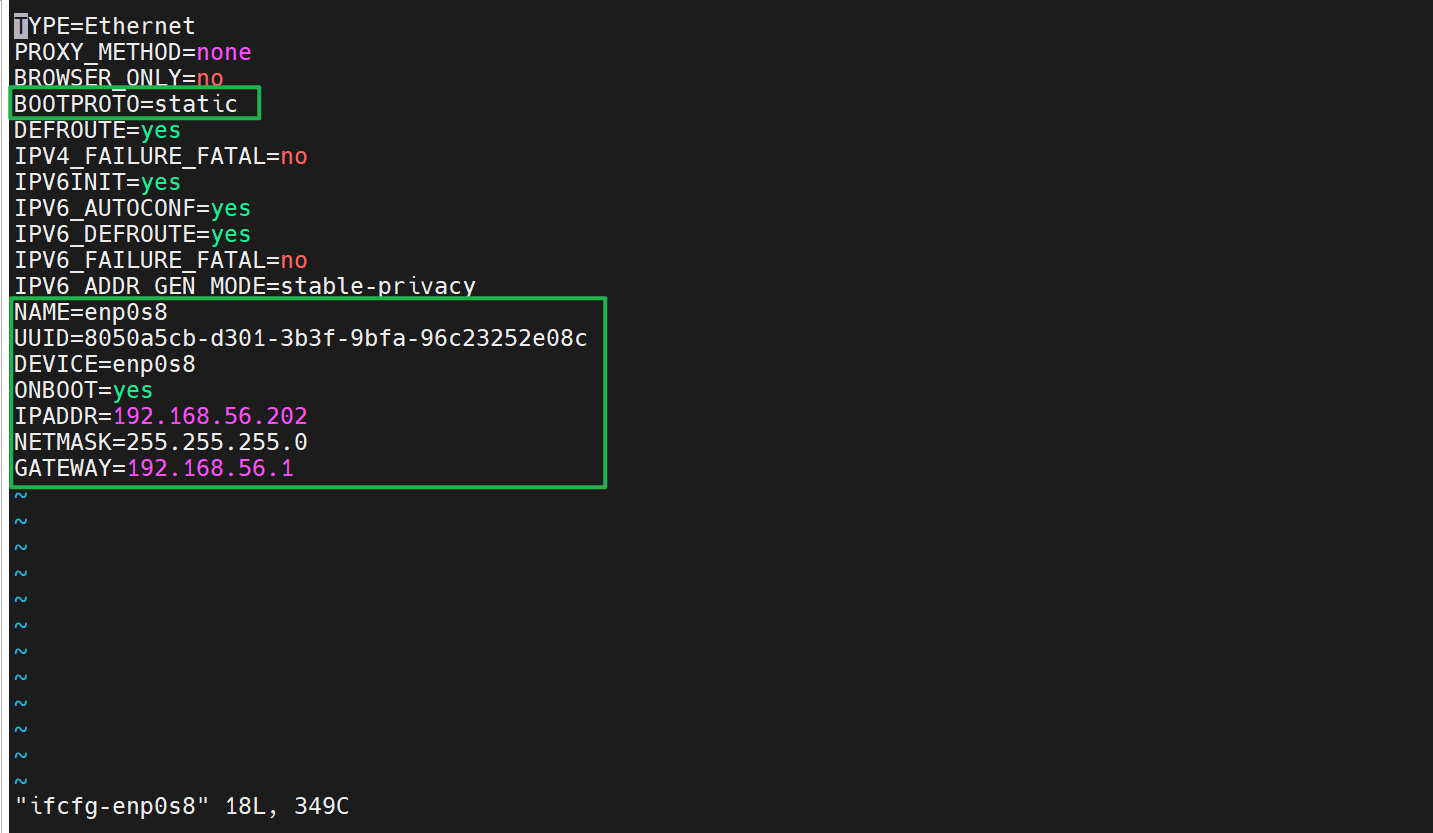 TYPE=Ethernet
PROXY_METHOD=none
BROWSER_ONLY=no
BOOTPROTO=static
DEFROUTE=yes
IPV4_FAILURE_FATAL=no
IPV6INIT=yes
IPV6_AUTOCONF=yes
IPV6_DEFROUTE=yes
IPV6_FAILURE_FATAL=no
IPV6_ADDR_GEN_MODE=stable-privacy
NAME=enp0s8
UUID=8050a5cb-d301-3b3f-9bfa-96c23252e08c
DEVICE=enp0s8
ONBOOT=yes
IPADDR=192.168.56.202
NETMASK=255.255.255.0
GATEWAY=192.168.56.1
~
~
~
~
~
~
~
~
~
~
~
~
"ifcfg-enp0s8" 18L, 349C